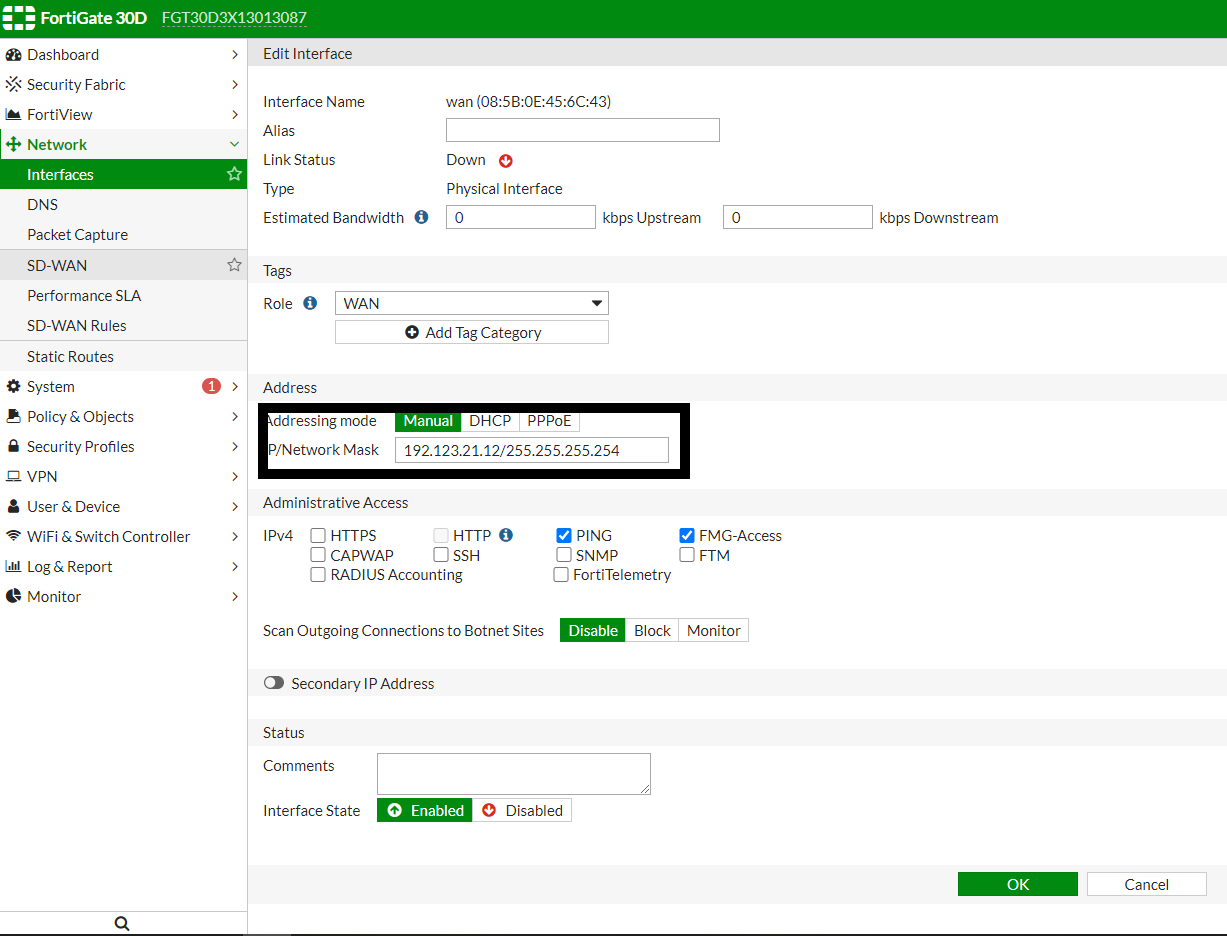 FortiGate 30D FGT30D3X13013087
Dashboard
Security Fabric
FortiView
Network
Interfaces
DNS
Packet Capture
SD-WAN
Performance SLA
SD-WAN Rules
Static Routes
System 1
Policy & Objects
Security Profiles
VPN
User & Device
WiFi & Switch Controller
Log & Report
Monitor
Edit Interface
Interface Name wan (08:5B:0E:45:6C:43)
Alias
Link Status Down
Type Physical Interface
Estimated Bandwidth 0 kbps Upstream 0 kbps Downstream
Tags
Role WAN
Add Tag Category
Address
Addressing mode Manual DHCP PPPoE
P/Network Mask 192.123.21.12/255.255.255.254
Administrative Access
IPv4 HTTPS HTTP PING FMG-Access
CAPWAP SSH SNMP FTM
RADIUS Accounting FortiTelemetry
Scan Outgoing Connections to Botnet Sites Disable Block Monitor
Secondary IP Address
Status
Comments
Interface State Enabled Disabled
OK Cancel